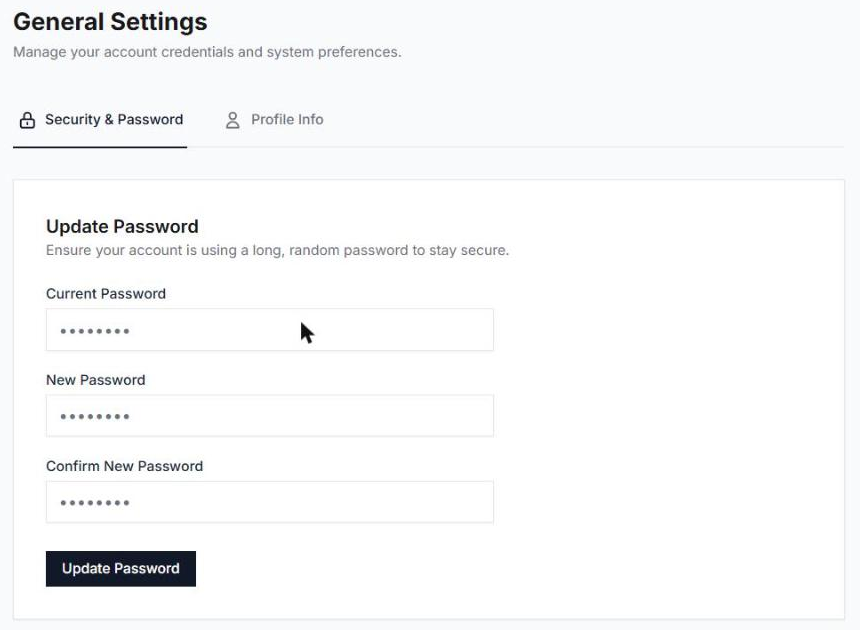 General Settings
Manage your account credentials and system preferences.
Security & Password
Profile Info
Update Password
Ensure your account is using a long, random password to stay secure.
Current Password
••••••••
New Password
••••••••
Confirm New Password
••••••••
Update Password